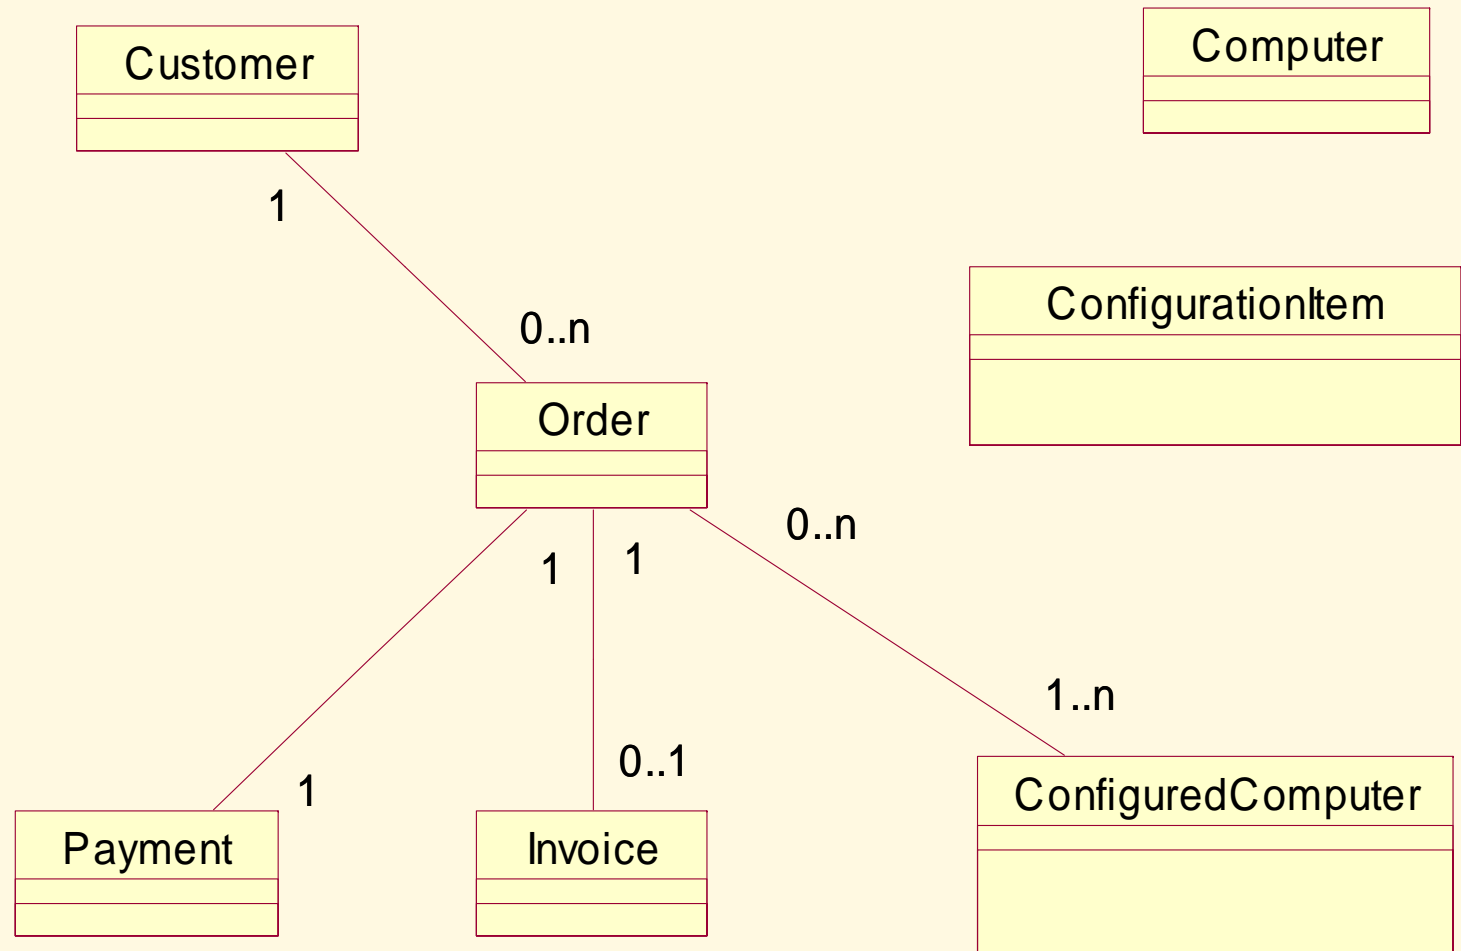 Customer
Computer
1
ConfigurationItem
0..n
Order
0..n
1
1
1..n
0..1
1
ConfiguredComputer
Payment
Invoice